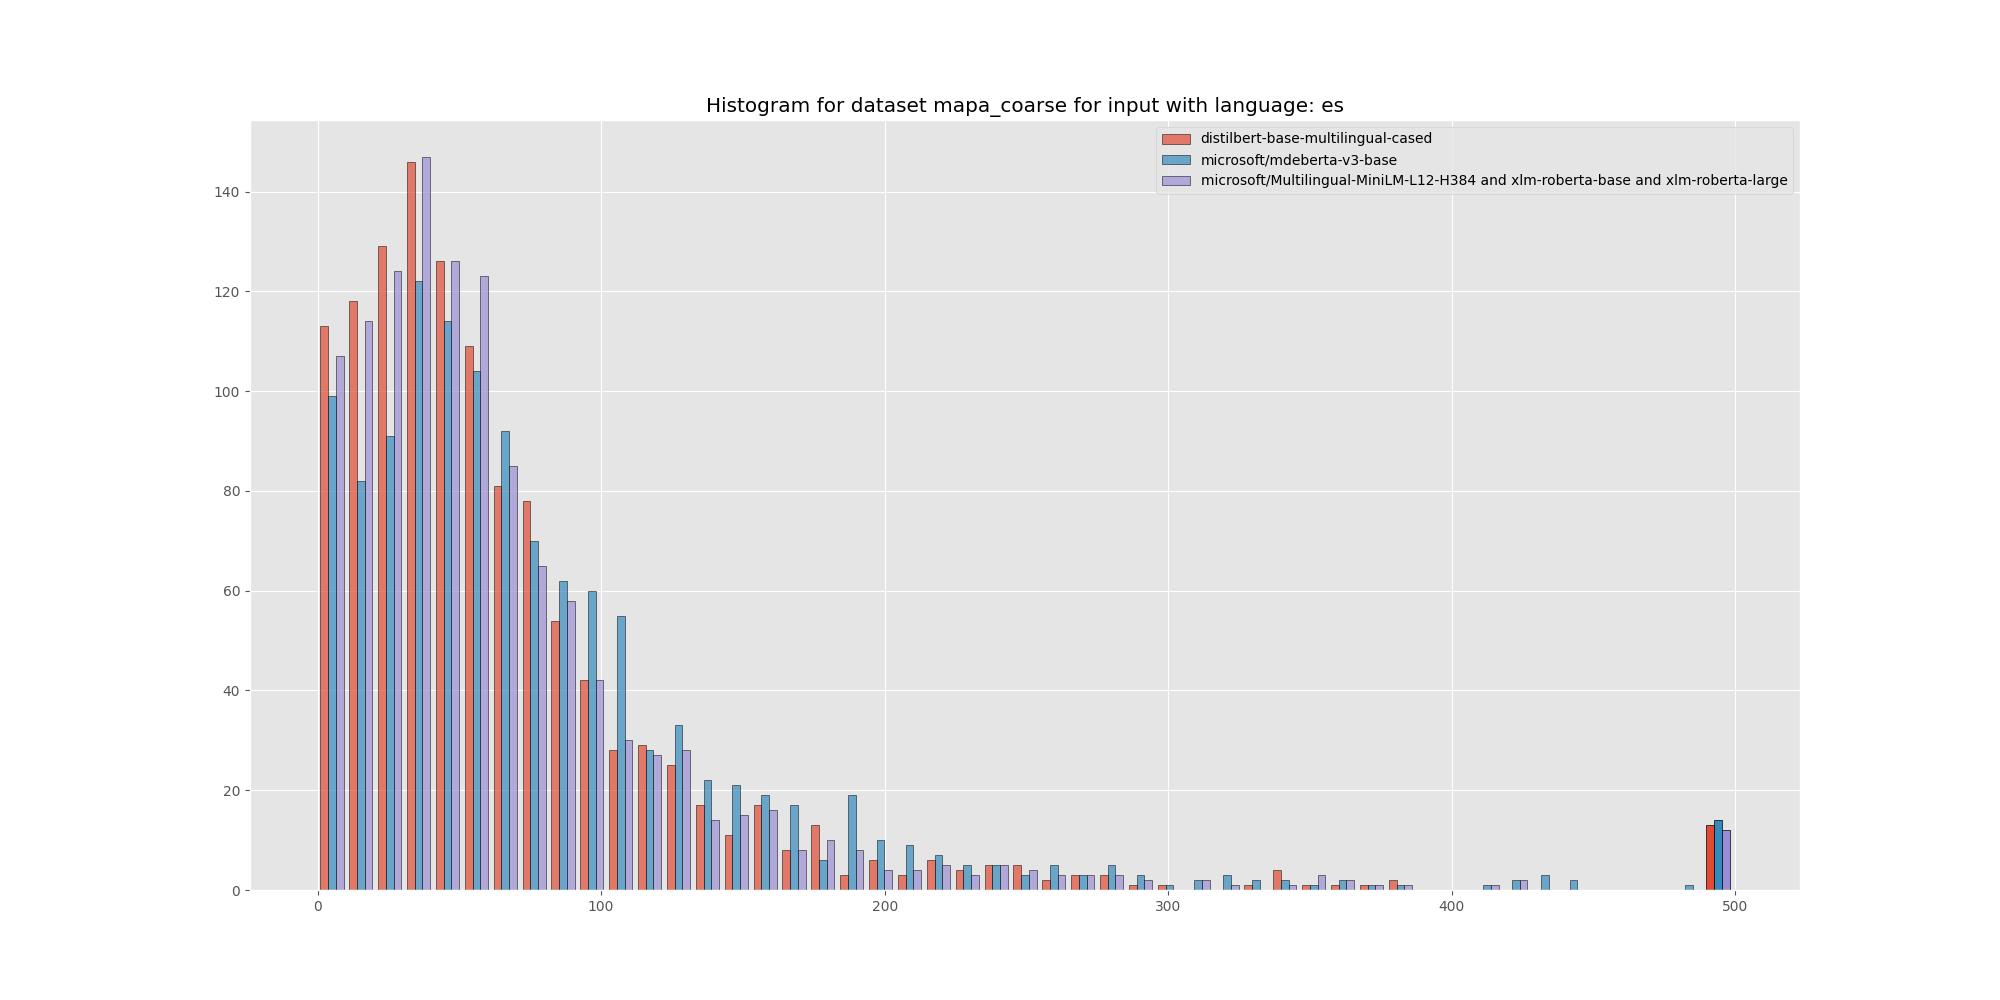 Histogram for dataset mapa_coarse for input with language: es
distilbert-base-multilingual-cased
microsoft/mdeberta-v3-base
microsoft/Multilingual-MiniLM-L12-H384 and xlm-roberta-base and xlm-roberta-large
140
120
100
80
60
40
20
0
0 100 200 300 400 500